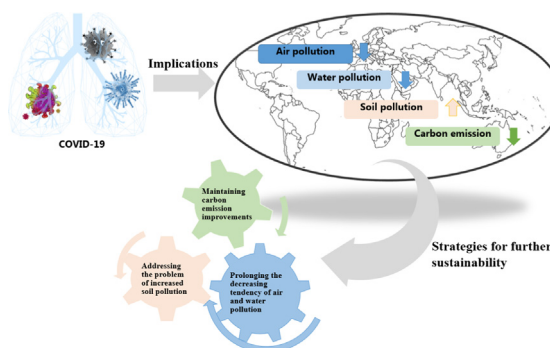 COVID-19
Implications
Air pollution
Water pollution
Soil pollution
Carbon emission
Strategies for further
sustainability
Maintaining
carbon
emission
improvements
Addressing
the problem
of increased
soil pollution
Prolonging the
decreasing
tendency of air
and water
pollution